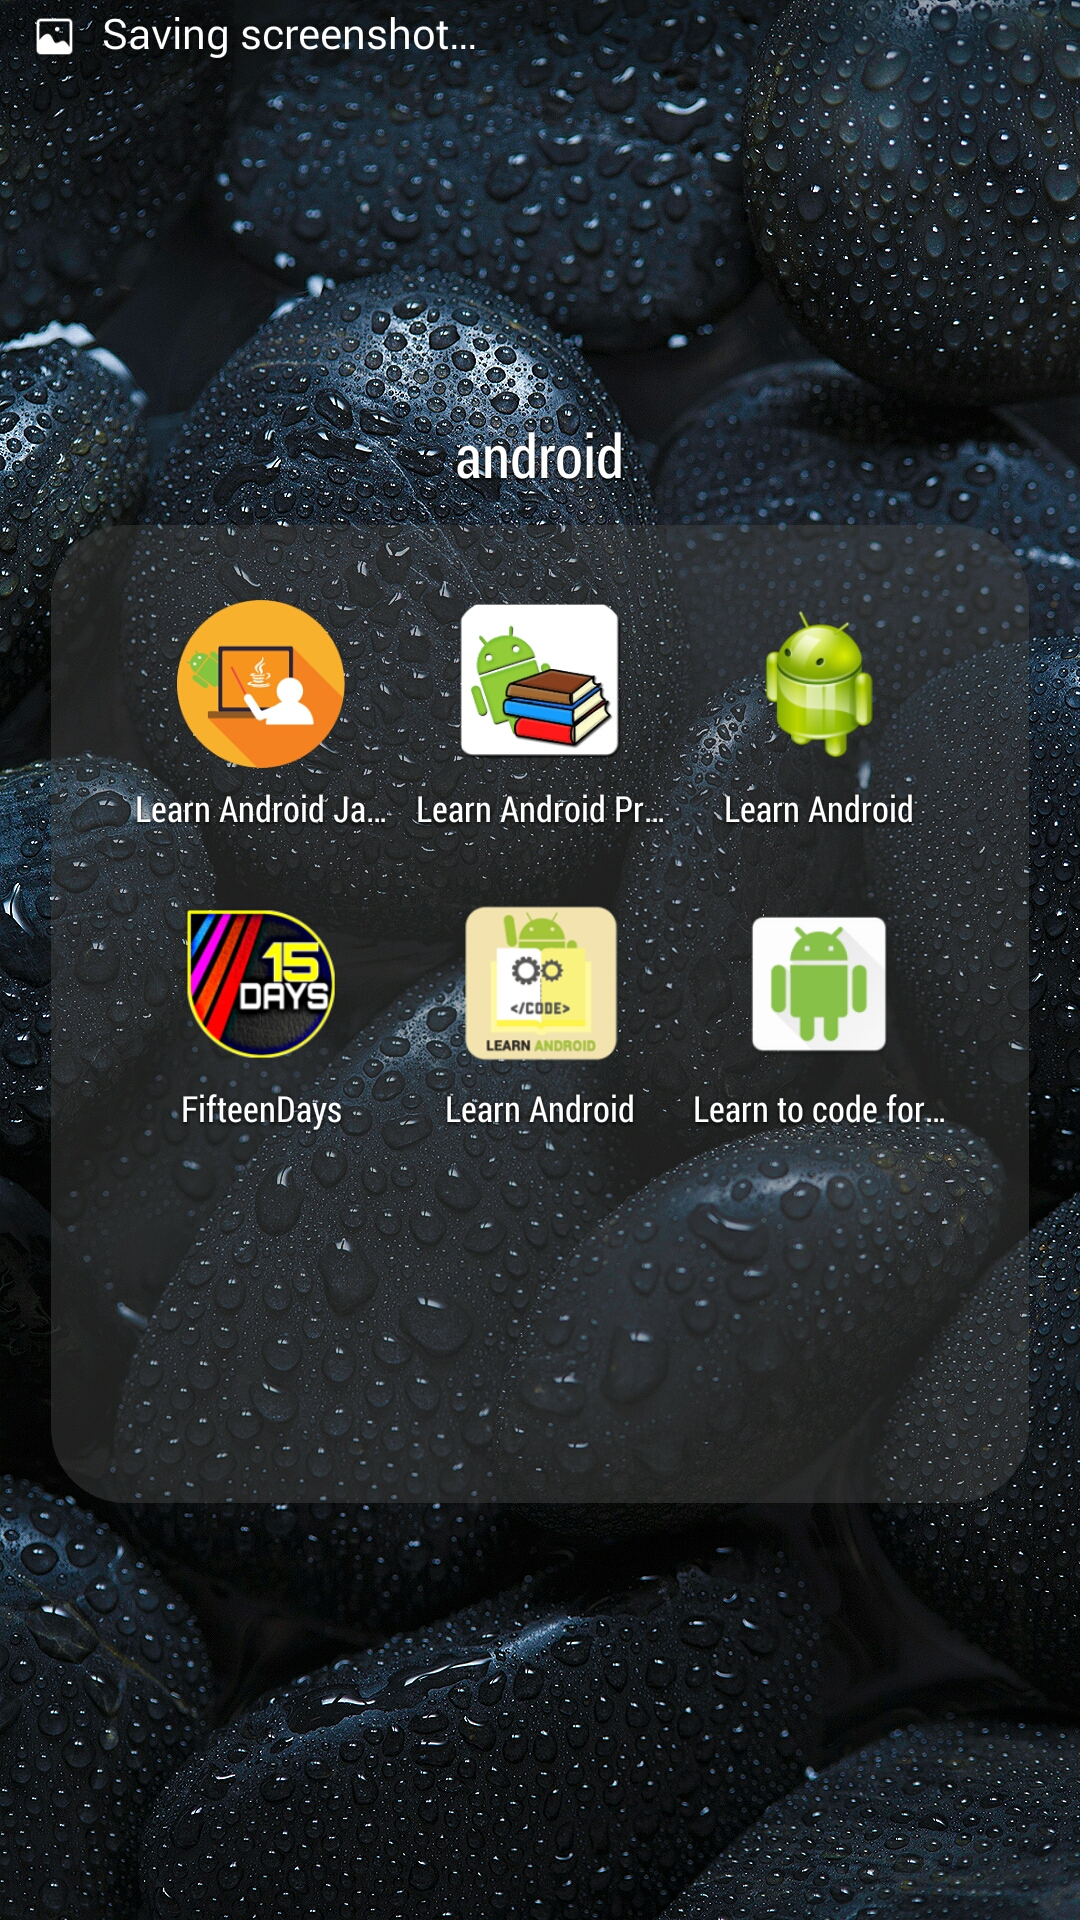 Saving screenshot...
android
Learn Android Ja...
Learn Android Pr...
Learn Android
15
DAYS
</CODE>
LEARN ANDROID
FifteenDays
Learn Android
Learn to code for...